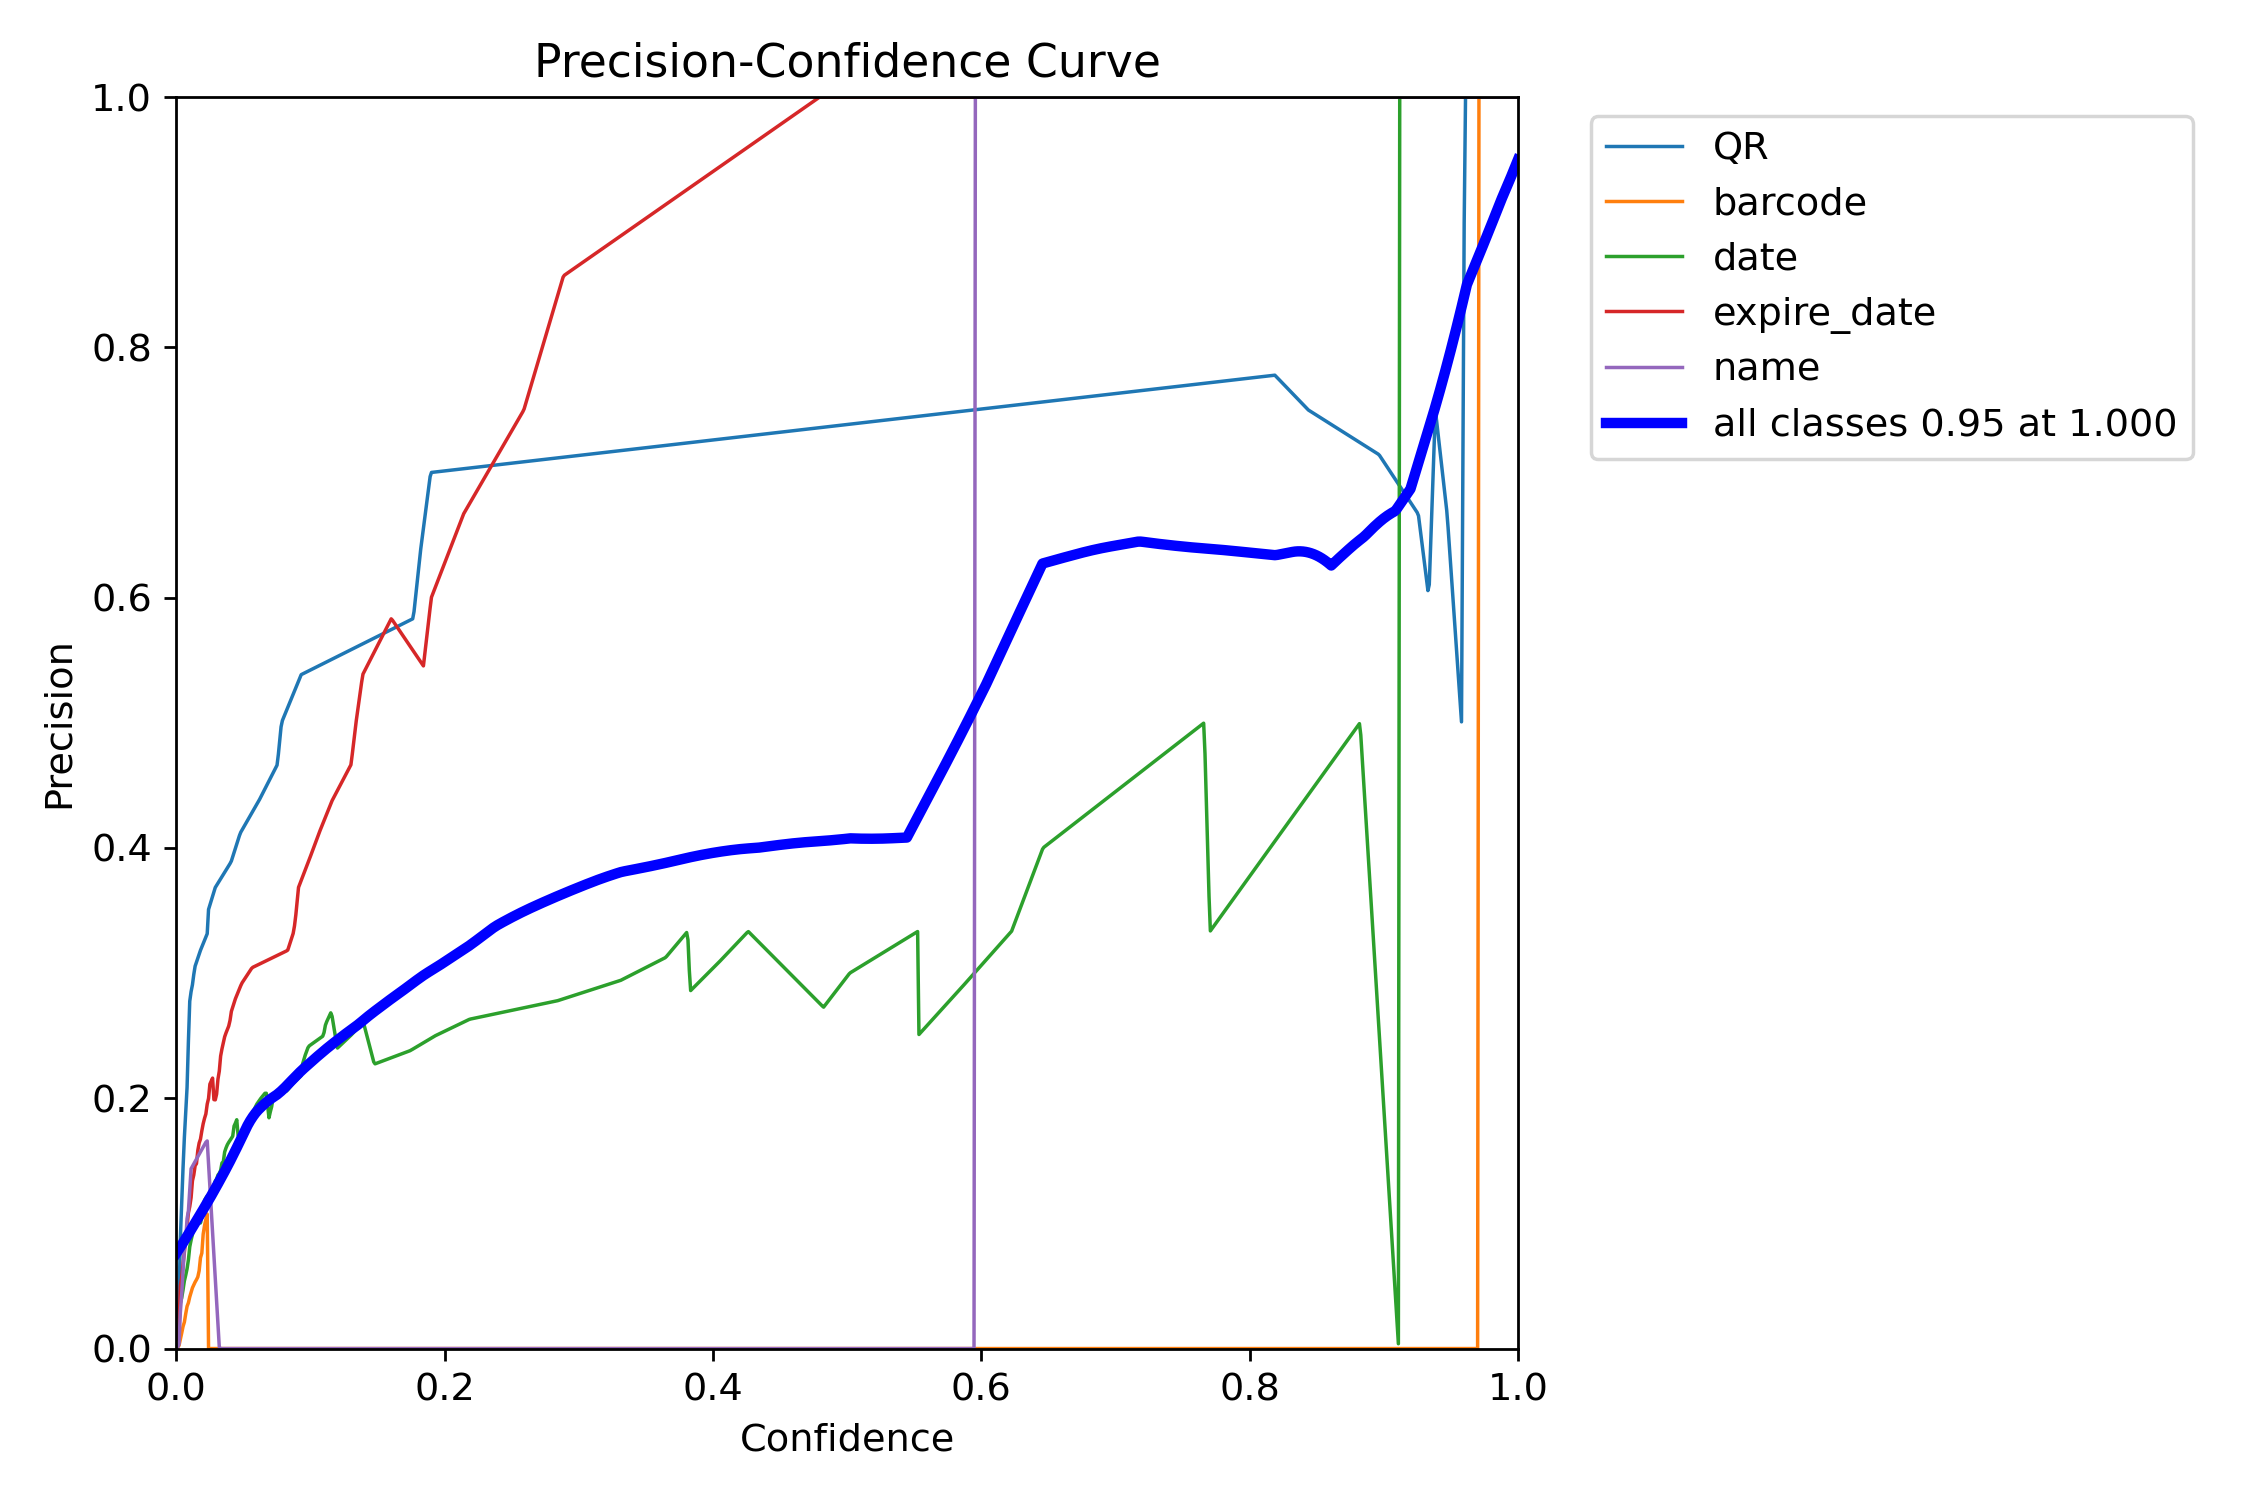 Precision-Confidence Curve
1.0
0.8
0.6
0.4
0.2
0.0
Precision
0.0 0.2 0.4 0.6 0.8 1.0
Confidence
QR
barcode
date
expire_date
name
all classes 0.95 at 1.000